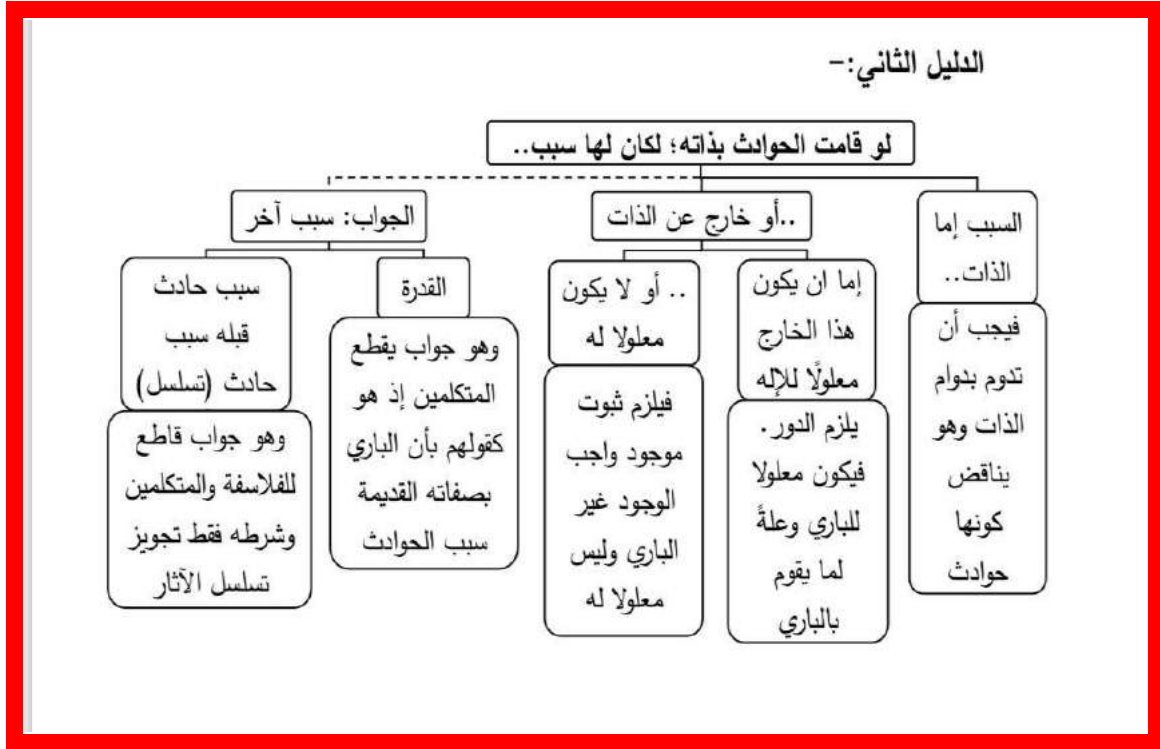 الدليل الثاني:-
لو قامت الحوادث بذاته؛ لكان لها سبب..
السبب إما
الذات..
فيجب أن
تدوم بدوام
الذات وهو
يناقض
كونها
حوادث
..أو خارج عن الذات
إما ان يكون
هذا الخارج
معلولًا للإله
يلزم الدور.
فيكون معلولا
للباري وعلةً
لما يقوم
بالباري
.. أو لا يكون
معلولا له
فيلزم ثبوت
موجود واجب
الوجود غير
الباري وليس
معلولا له
الجواب: سبب آخر
القدرة
وهو جواب يقطع
المتكلمين إذ هو
كقولهم بأن الباري
بصفاته القديمة
سبب الحوادث
سبب حادث
قبله سبب
حادث (تسلسل)
وهو جواب قاطع
للفلاسفة والمتكلمين
وشرطه فقط تجويز
تسلسل الآثار